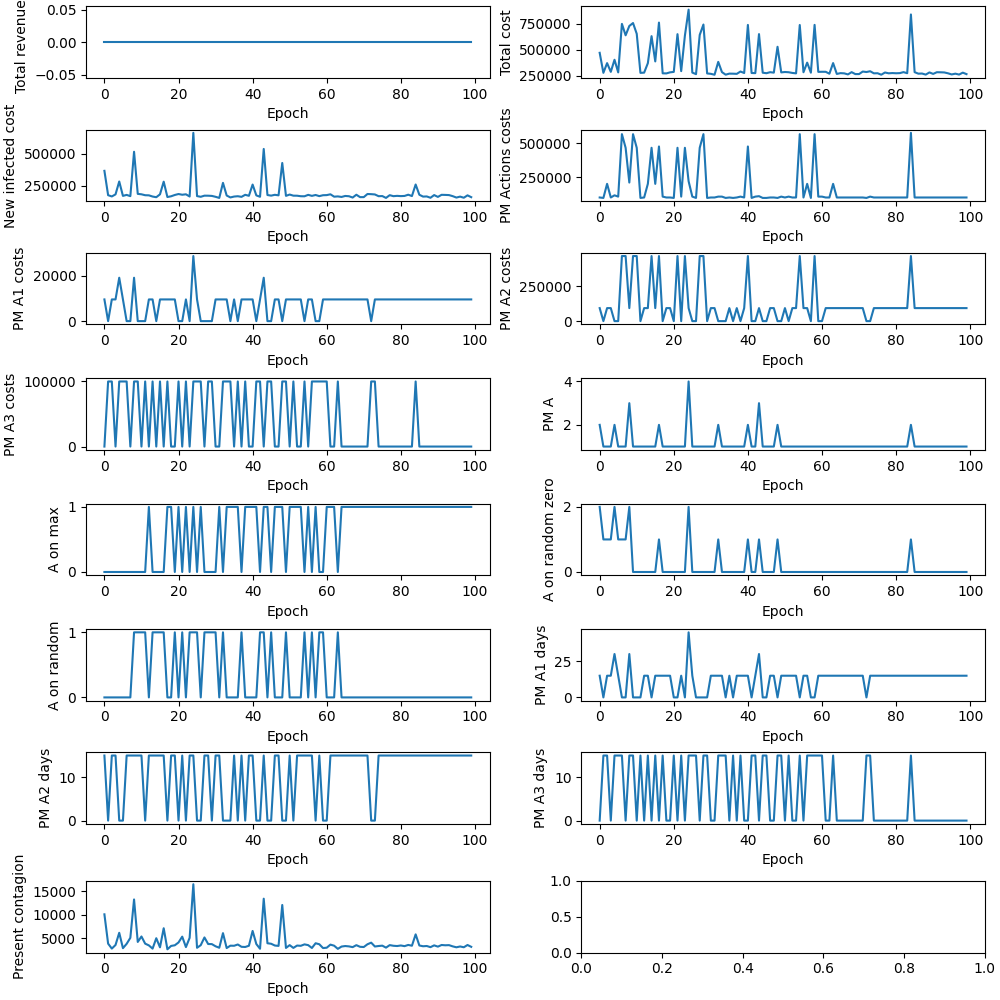 Total revenue
0.05
0.00
−0.05
0 20 40 60 80 100
Epoch
Total cost
750000
500000
250000
0 20 40 60 80 100
Epoch
New infected cost
500000
250000
0 20 40 60 80 100
Epoch
PM Actions costs
500000
250000
0 20 40 60 80 100
Epoch
PM A1 costs
20000
0
0 20 40 60 80 100
Epoch
PM A2 costs
250000
0
0 20 40 60 80 100
Epoch
PM A3 costs
100000
0
0 20 40 60 80 100
Epoch
PM A
4
2
0 20 40 60 80 100
Epoch
A on max
1
0
0 20 40 60 80 100
Epoch
A on random zero
2
0
0 20 40 60 80 100
Epoch
A on random
1
0
0 20 40 60 80 100
Epoch
PM A1 days
25
0
0 20 40 60 80 100
Epoch
PM A2 days
10
0
0 20 40 60 80 100
Epoch
PM A3 days
10
0
0 20 40 60 80 100
Epoch
Present contagion
15000
10000
5000
0 20 40 60 80 100
Epoch
1.0
0.5
0.0
0.0 0.2 0.4 0.6 0.8 1.0